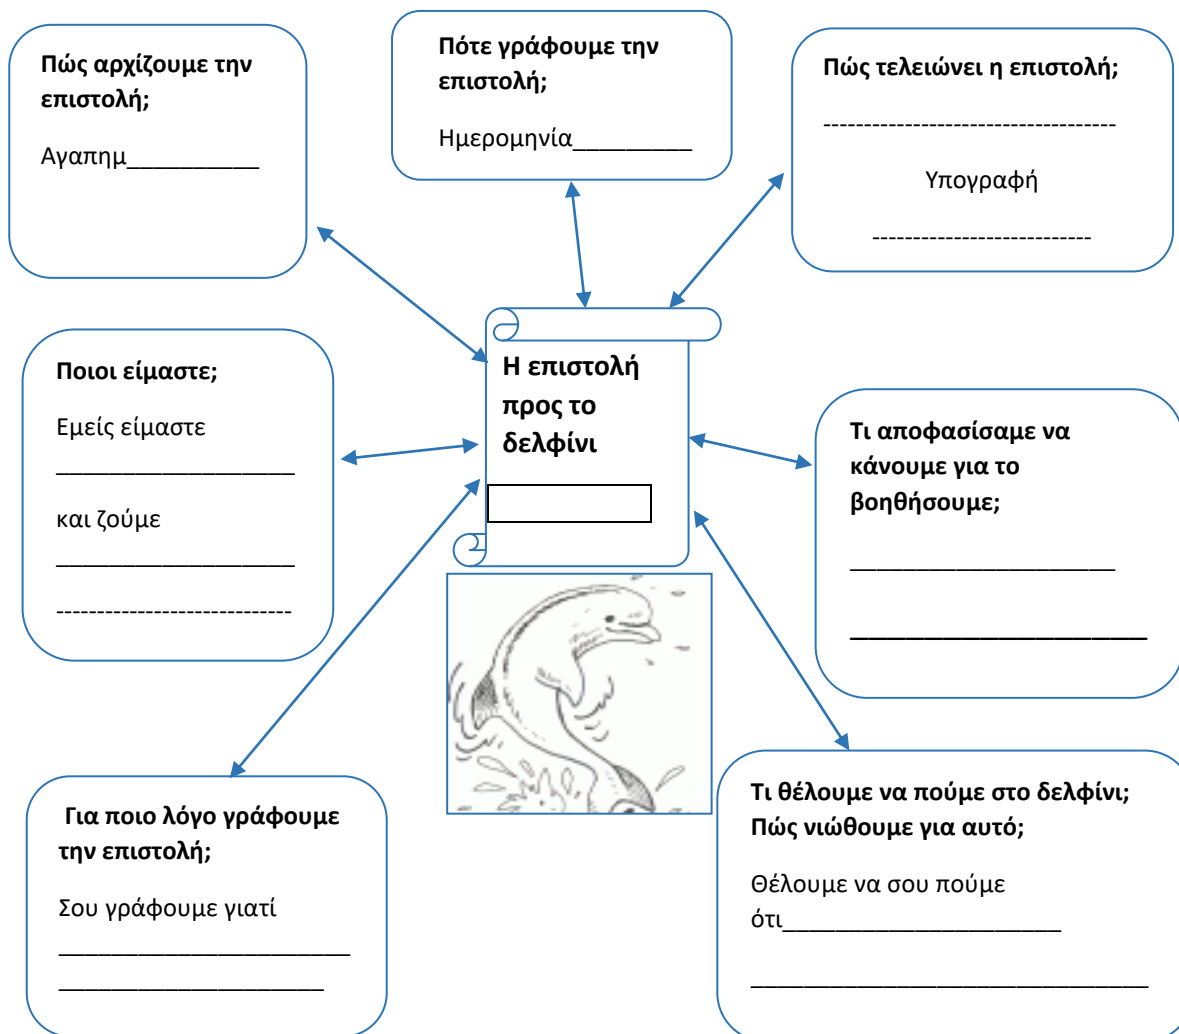 Πώς αρχίζουμε την
επιστολή;
Αγαπημ__________
Πότε γράφουμε την
επιστολή;
Ημερομηνία_________
Πώς τελειώνει η επιστολή;
------------------------------------
Υπογραφή
---------------------------
Ποιοι είμαστε;
Εμείς είμαστε
__________________
και ζούμε
__________________
-----------------------------
Η επιστολή
προς το
δελφίνι
Τι αποφασίσαμε να
κάνουμε για το
βοηθήσουμε;
____________________
______________________
Για ποιο λόγο γράφουμε
την επιστολή;
Σου γράφουμε γιατί
______________________
____________________
Τι θέλουμε να πούμε στο δελφίνι;
Πώς νιώθουμε για αυτό;
Θέλουμε να σου πούμε
ότι_____________________
______________________________